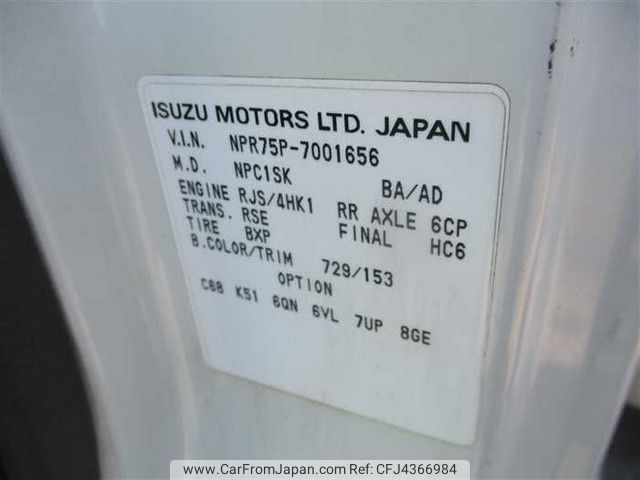 ISUZU MOTORS LTD. JAPAN
V.I.N. NPR75P-7001656
M.D. NPC1SK BA/AD
ENGINE RJS/4HK1 RR AXLE 6CP
TRANS. RSE FINAL HC6
TIRE BXP
B.COLOR/TRIM 729/153
OPTION
C68 K51 6QN 6VL 7UP 8GE
www.CarFromJapan.com CFJ4366984